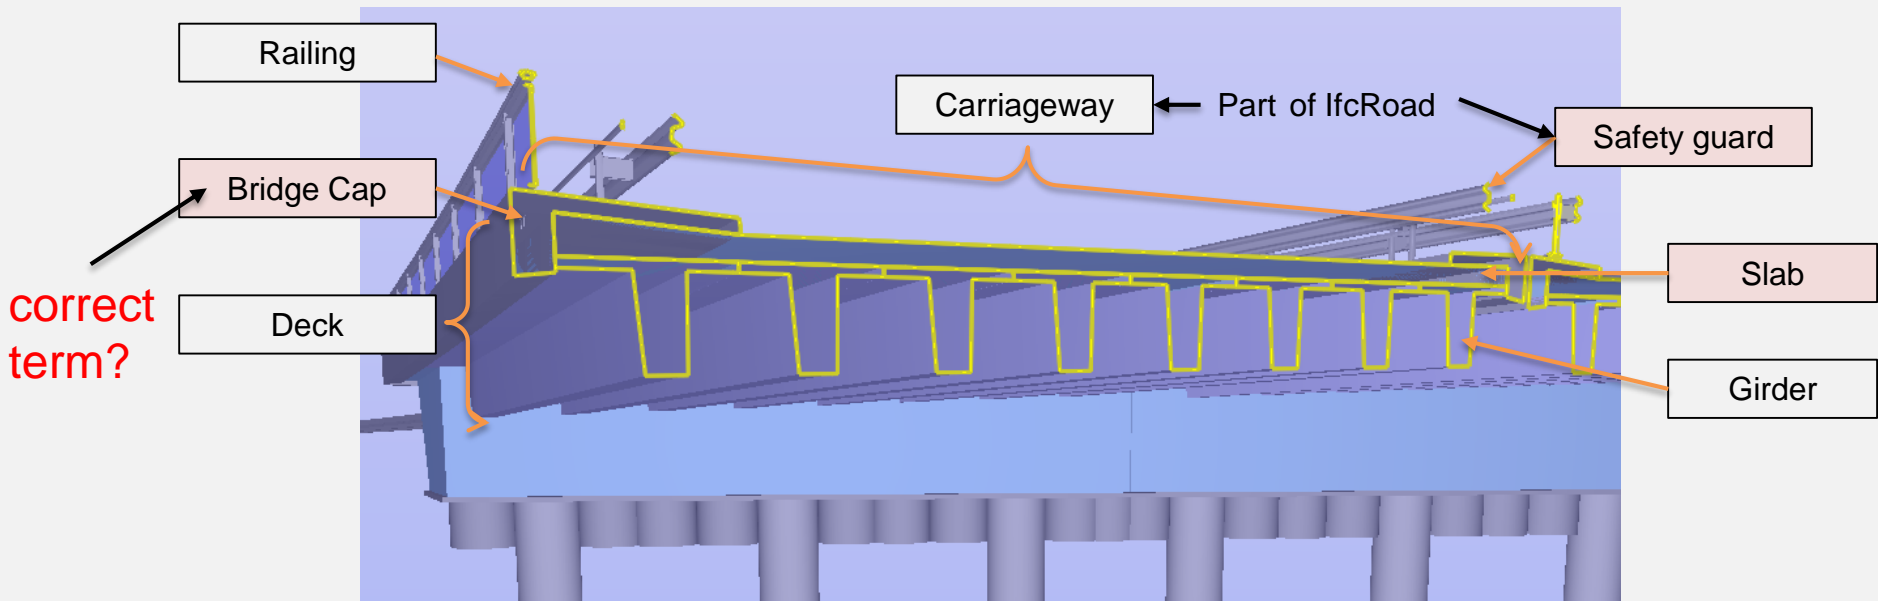 Railing
Carriageway
Part of IfcRoad
Safety guard
Bridge Cap
Slab
correct
term?
Deck
Girder